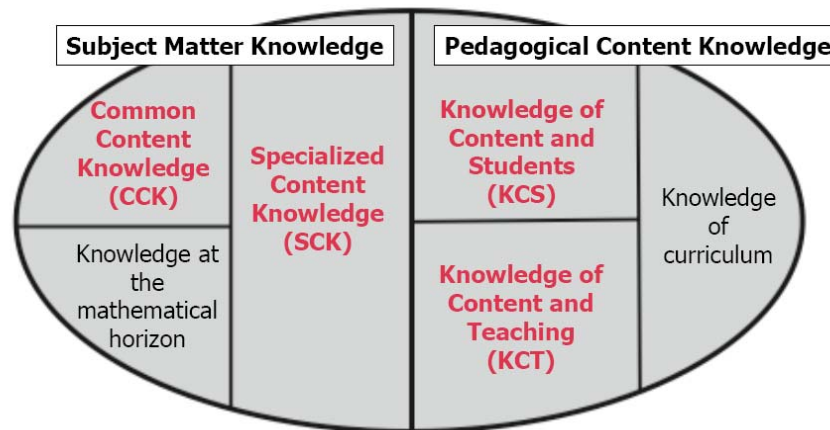 Subject Matter Knowledge
Pedagogical Content Knowledge
Common
Content
Knowledge
(CCK)
Knowledge at
the
mathematical
horizon
Specialized
Content
Knowledge
(SCK)
Knowledge of
Content and
Students
(KCS)
Knowledge of
Content and
Teaching
(KCT)
Knowledge
of
curriculum